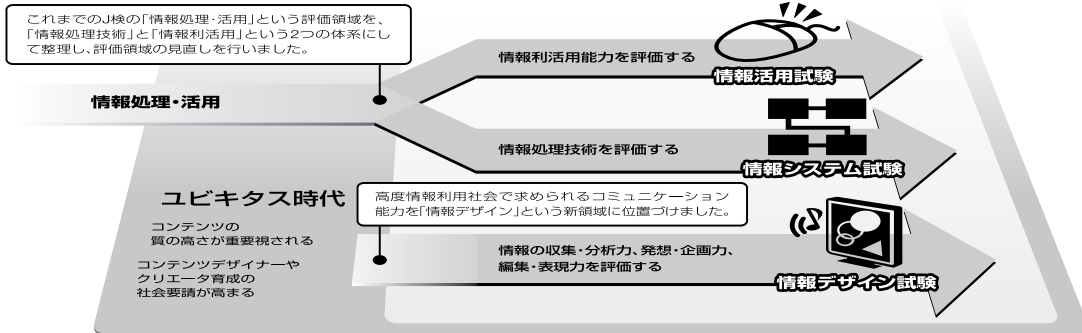 これまでのJ検の「情報処理・活用」という評価領域を、
「情報処理技術」と「情報利活用」という2つの体系にし
て整理し、評価領域の見直しを行いました。
情報処理・活用
情報利活用能力を評価する
情報活用試験
情報処理技術を評価する
情報システム試験
ユビキタス時代
コンテンツの
質の高さが重要視される
コンテンツデザイナーや
クリエータ育成の
社会要請が高まる
高度情報利用社会で求められるコミュニケーション
能力を「情報デザイン」という新領域に位置づけました。
情報の収集・分析力、発想・企画力、
編集・表現力を評価する
情報デザイン試験